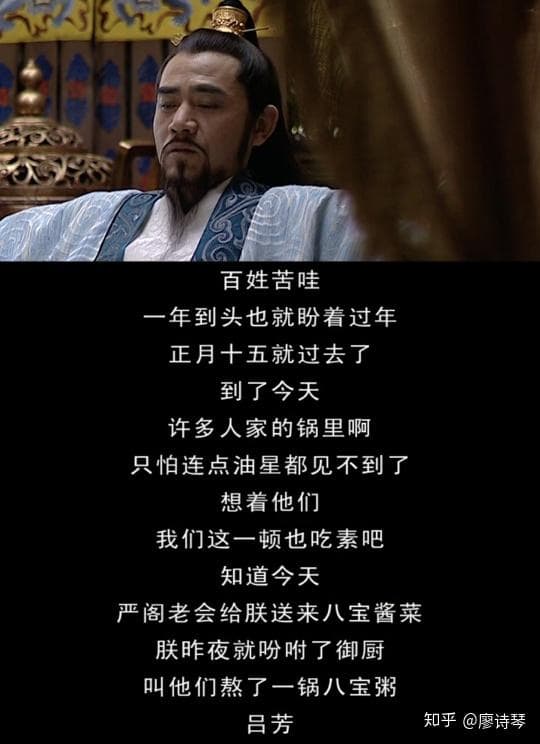 百姓苦哇
一年到头也就盼着过年
正月十五就过去了
到了今天
许多人家的锅里啊
只怕连点油星都见不到了
想着他们
我们这一顿也吃素吧
知道今天
严阁老会给朕送来八宝酱菜
朕昨夜就吩咐了御厨
叫他们熬了一锅八宝粥
吕芳
知乎 @廖诗琴